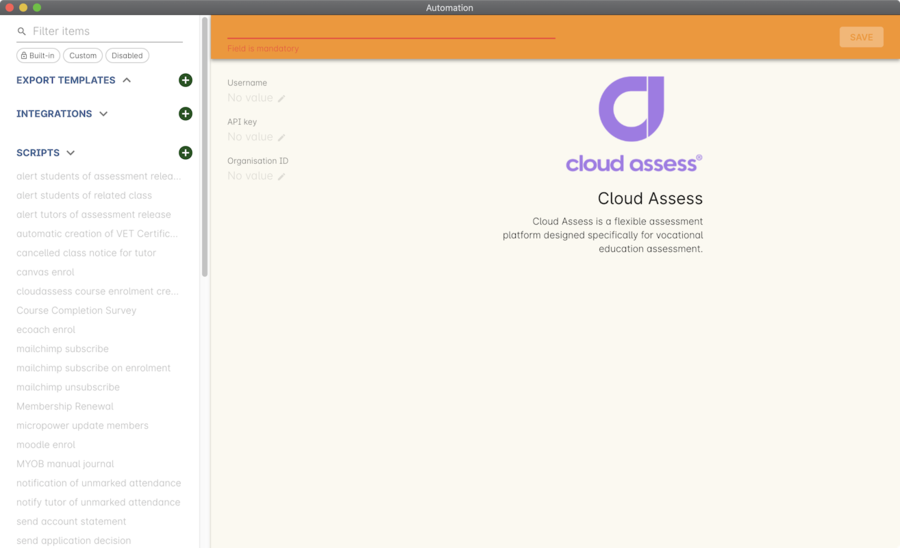 Automation
Filter items
Built-in Custom Disabled
EXPORT TEMPLATES
INTEGRATIONS
SCRIPTS
alert students of assessment relea...
alert students of related class
alert tutors of assessment release
automatic creation of VET Certific...
cancelled class notice for tutor
canvas enrol
cloudassess course enrolment cre...
Course Completion Survey
ecoach enrol
mailchimp subscribe
mailchimp subscribe on enrolment
mailchimp unsubscribe
Membership Renewal
micropower update members
moodle enrol
MYOB manual journal
notification of unmarked attendance
notify tutor of unmarked attendance
send account statement
send application decision
Field is mandatory
SAVE
Username
No value
API key
No value
Organisation ID
No value
cloud assess®
Cloud Assess
Cloud Assess is a flexible assessment
platform designed specifically for vocational
education assessment.